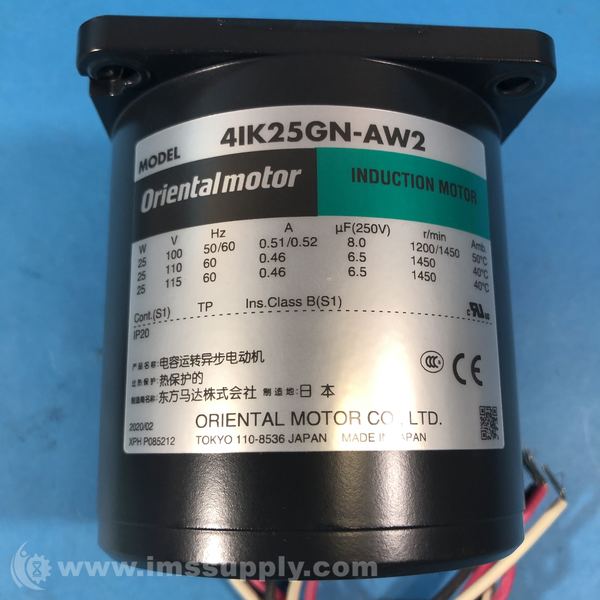 MODEL 4IK25GN-AW2
Orientalmotor INDUCTION MOTOR
W V Hz A µF(250V) r/min Amb.
25 100 50/60 0.51/0.52 8.0 1200/1450 50℃
25 110 60 0.46 6.5 1450 40℃
25 115 60 0.46 6.5 1450 40℃
Cont.(S1) TP Ins.Class B(S1)
IP20
产品名称:电容运转异步电动机
过热保护:热保护的
制造商名称:东方马达株式会社 制造地:日本
CCC CE
2020/02 ORIENTAL MOTOR CO., LTD.
XPH P085212 TOKYO 110-8536 JAPAN MADE IN JAPAN
www.imssupply.com